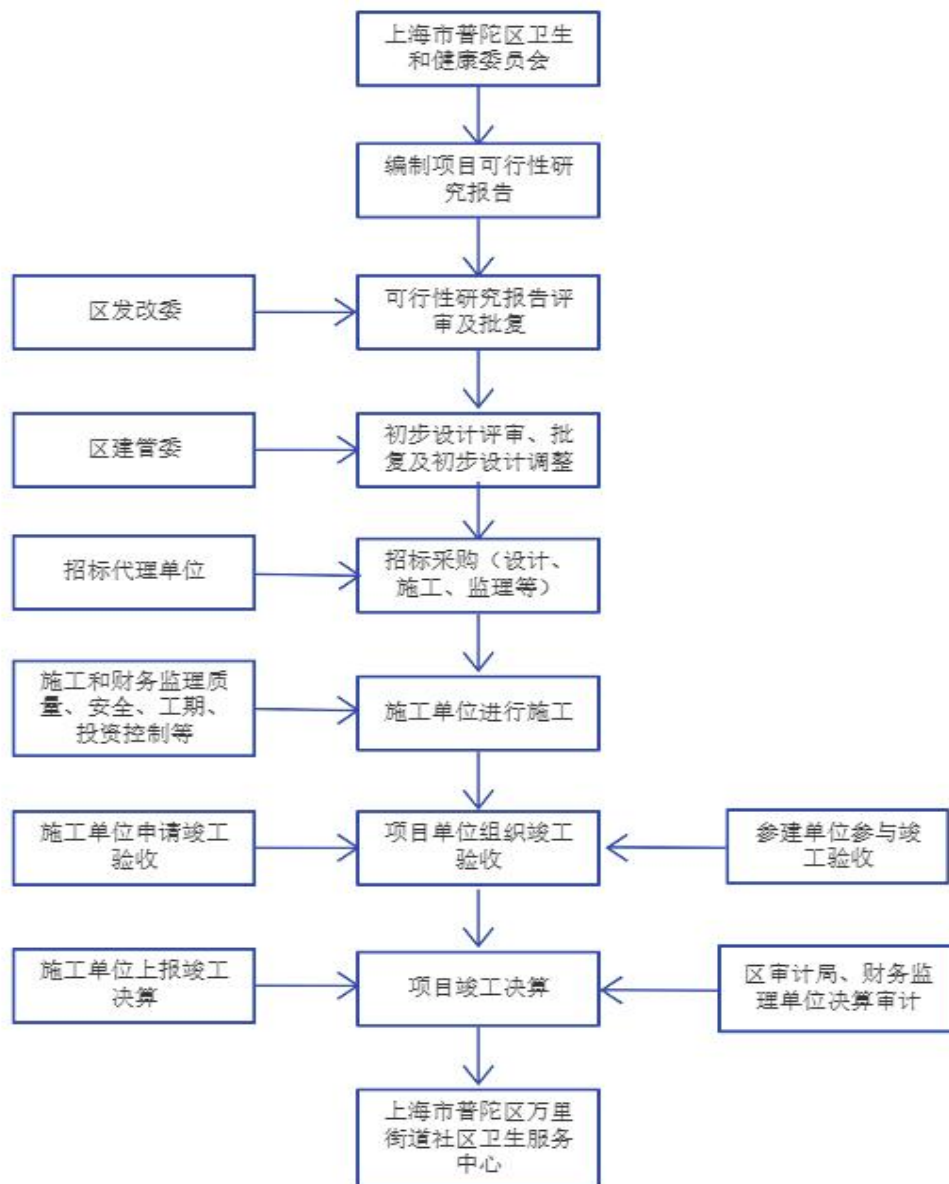 上海市普陀区卫生
和健康委员会
编制项目可行性研
究报告
区发改委
可行性研究报告评
审及批复
区建管委
初步设计评审、批
复及初步设计调整
招标代理单位
招标采购（设计、
施工、监理等）
施工和财务监理质
量、安全、工期、
投资控制等
施工单位进行施工
施工单位申请竣工
验收
项目单位组织竣工
验收
参建单位参与竣
工验收
施工单位上报竣工
决算
项目竣工决算
区审计局、财务监
理单位决算审计
上海市普陀区万里
街道社区卫生服务
中心